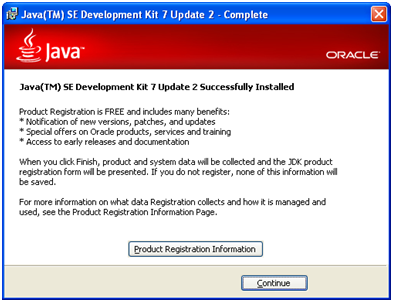 Java(TM) SE Development Kit 7 Update 2 - Complete
Java™
ORACLE
Java(TM) SE Development Kit 7 Update 2 Successfully Installed
Product Registration is FREE and includes many benefits:
* Notification of new versions, patches, and updates
* Special offers on Oracle products, services and training
* Access to early releases and documentation
When you click Finish, product and system data will be collected and the JDK product
registration form will be presented. If you do not register, none of this information will
be saved.
For more information on what data Registration collects and how it is managed and
used, see the Product Registration Information Page.
Product Registration Information
Continue